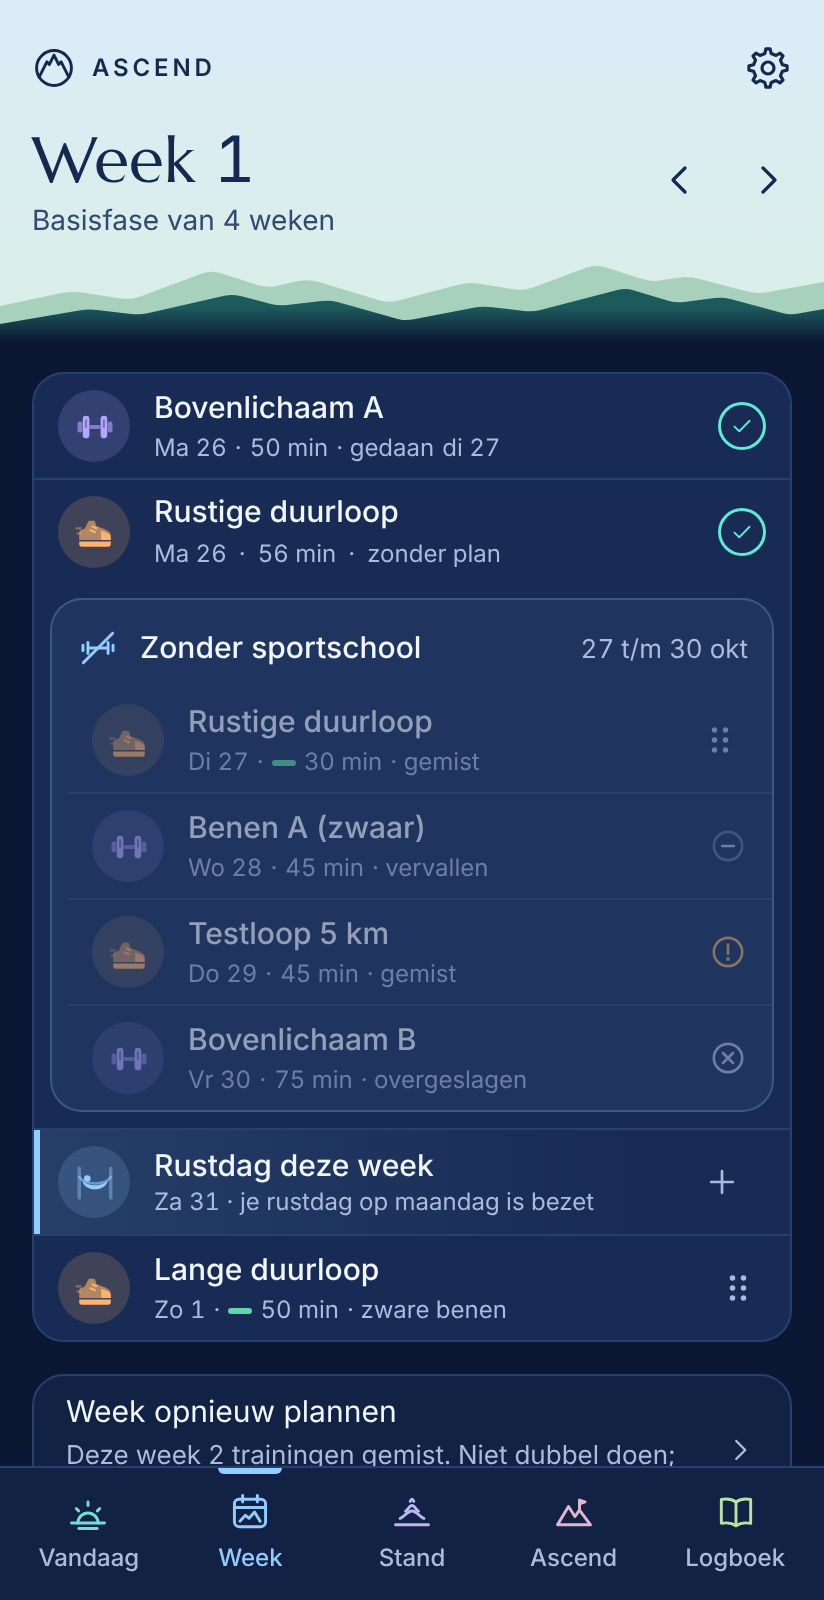 ASCEND
Week 1
Basisfase van 4 weken
Bovenlichaam A
Ma 26 · 50 min · gedaan di 27
Rustige duurloop
Ma 26 · 56 min · zonder plan
Zonder sportschool
27 t/m 30 okt
Rustige duurloop
Di 27 · 30 min · gemist
Benen A (zwaar)
Wo 28 · 45 min · vervallen
Testloop 5 km
Do 29 · 45 min · gemist
Bovenlichaam B
Vr 30 · 75 min · overgeslagen
Rustdag deze week
Za 31 · je rustdag op maandag is bezet
Lange duurloop
Zo 1 · 50 min · zware benen
Week opnieuw plannen
Deze week 2 trainingen gemist. Niet dubbel doen;
Vandaag
Week
Stand
Ascend
Logboek